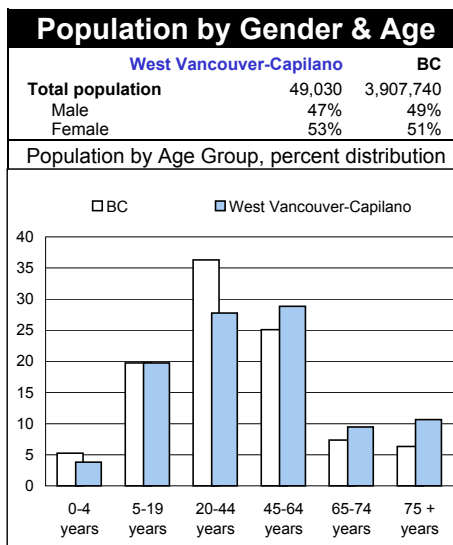 Population by Gender & Age
West Vancouver-Capilano BC
Total population 49,030 3,907,740
Male 47% 49%
Female 53% 51%
Population by Age Group, percent distribution
BC West Vancouver-Capilano
40
35
30
25
20
15
10
5
0
0-4 5-19 20-44 45-64 65-74 75 +
years years years years years years